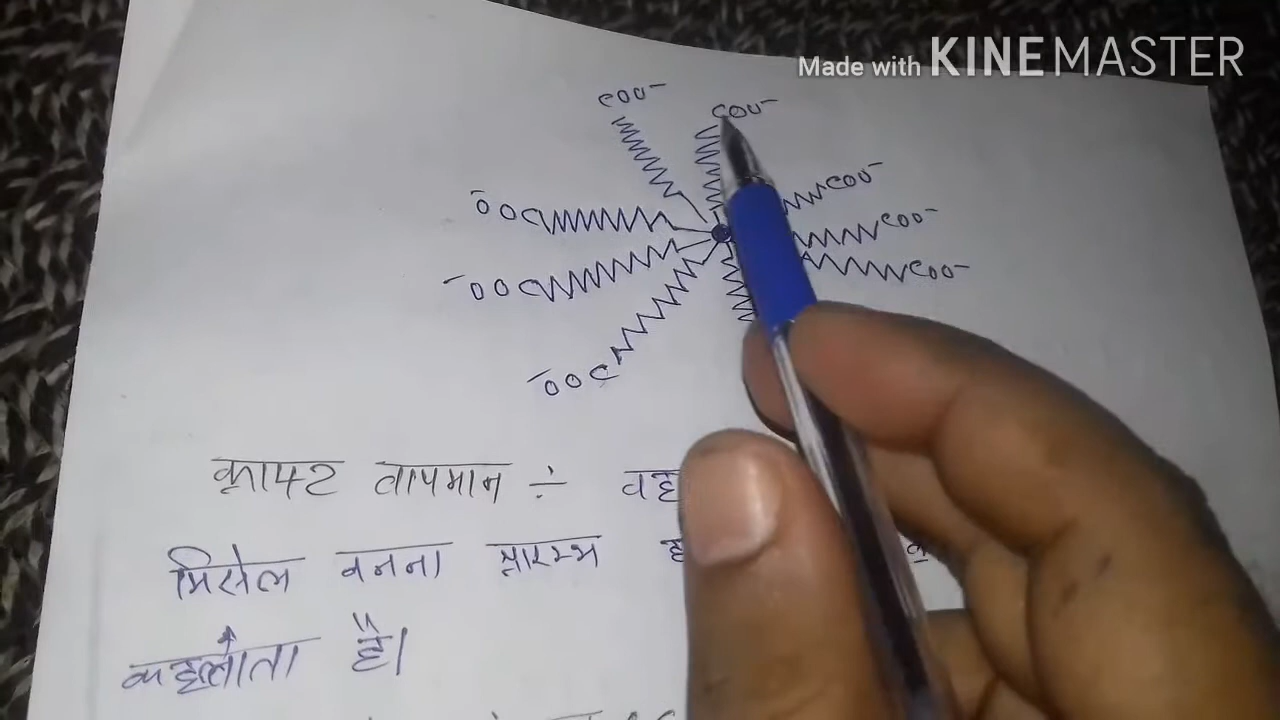 Made with KINEMASTER
COO⁻
COO⁻
COO⁻
⁻OOC
COO⁻
COO⁻
⁻OOC
⁻OOC
क्राफ्ट तापमान ÷ वह
मिसेल बनना प्रारम्भ
कहलाता है।